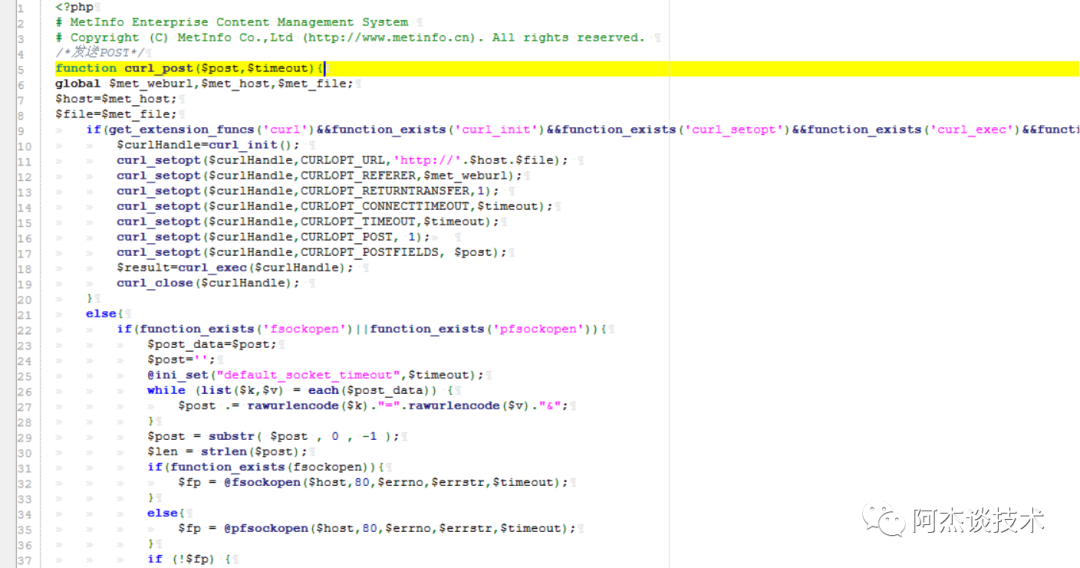 1 <?php
2 # MetInfo Enterprise Content Management System
3 # Copyright (C) MetInfo Co.,Ltd (http://www.metinfo.cn). All rights reserved.
4 /*发送POST*/
5 function curl_post($post,$timeout){
6 global $met_weburl,$met_host,$met_file;
7 $host=$met_host;
8 $file=$met_file;
9 if(get_extension_funcs('curl')&&function_exists('curl_init')&&function_exists('curl_setopt')&&function_exists('curl_exec')&&functi
10 $curlHandle=curl_init();
11 curl_setopt($curlHandle,CURLOPT_URL,'http://'.$host.$file);
12 curl_setopt($curlHandle,CURLOPT_REFERER,$met_weburl);
13 curl_setopt($curlHandle,CURLOPT_RETURNTRANSFER,1);
14 curl_setopt($curlHandle,CURLOPT_CONNECTTIMEOUT,$timeout);
15 curl_setopt($curlHandle,CURLOPT_TIMEOUT,$timeout);
16 curl_setopt($curlHandle,CURLOPT_POST, 1);
17 curl_setopt($curlHandle,CURLOPT_POSTFIELDS, $post);
18 $result=curl_exec($curlHandle);
19 curl_close($curlHandle);
20 }
21 else{
22 if(function_exists('fsockopen')||function_exists('pfsockopen')){
23 $post_data=$post;
24 $post='';
25 @ini_set("default_socket_timeout",$timeout);
26 while (list($k,$v) = each($post_data)) {
27 $post .= rawurlencode($k)."=".rawurlencode($v)."&";
28 }
29 $post = substr( $post , 0 , -1 );
30 $len = strlen($post);
31 if(function_exists(fsockopen)){
32 $fp = @fsockopen($host,80,$errno,$errstr,$timeout);
33 }
34 else{
35 $fp = @pfsockopen($host,80,$errno,$errstr,$timeout);
36 }
37 if (!$fp) {
阿杰谈技术